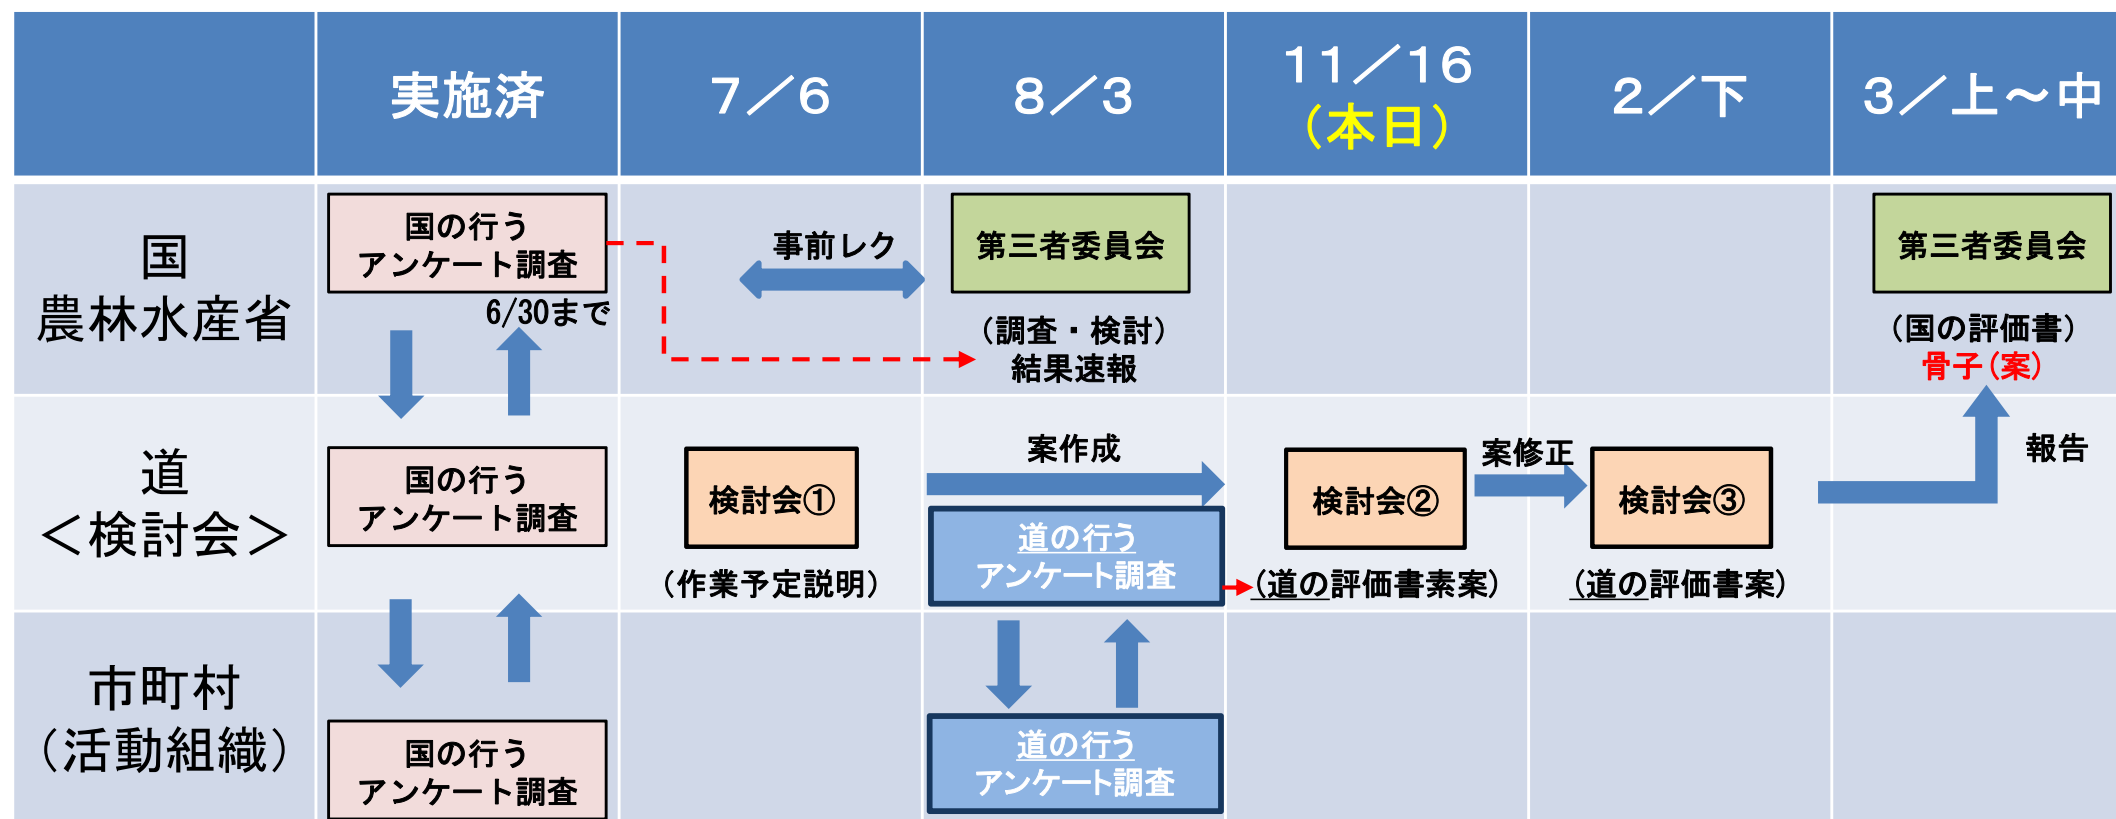 実施済
7／6
8／3
11／16
（本日）
2／下
3／上～中
国
農林水産省
国の行う
アンケート調査
6/30まで
事前レク
第三者委員会
（調査・検討）
結果速報
第三者委員会
（国の評価書）
骨子（案）
道
＜検討会＞
国の行う
アンケート調査
検討会①
（作業予定説明）
案作成
道の行う
アンケート調査
検討会②
（道の評価書素案）
案修正
検討会③
（道の評価書案）
報告
市町村
（活動組織）
国の行う
アンケート調査
道の行う
アンケート調査